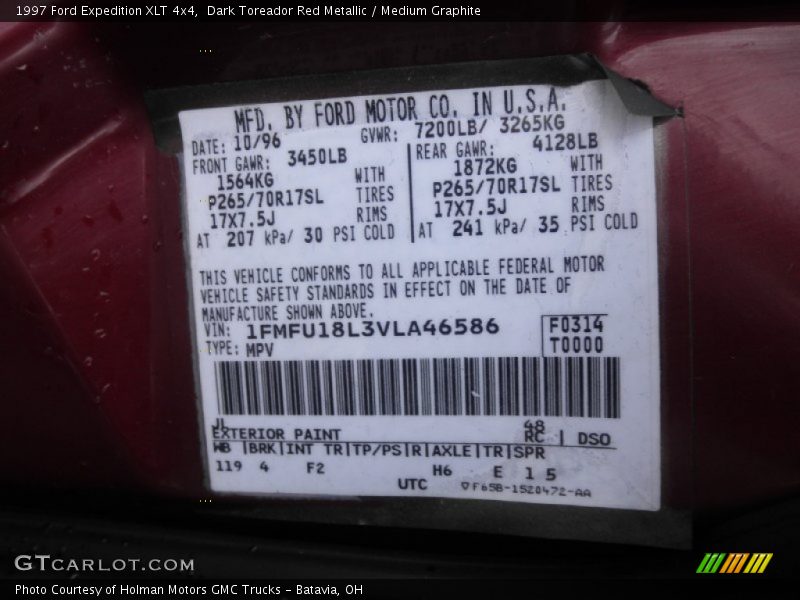 1997 Ford Expedition XLT 4x4, Dark Toreador Red Metallic / Medium Graphite
MFD. BY FORD MOTOR CO. IN U.S.A.
DATE: 10/96 GVWR: 7200LB/ 3265KG
FRONT GAWR: 3450LB REAR GAWR: 4128LB
1564KG WITH 1872KG WITH
P265/70R17SL TIRES P265/70R17SL TIRES
17X7.5J RIMS 17X7.5J RIMS
AT 207 kPa/ 30 PSI COLD AT 241 kPa/ 35 PSI COLD
THIS VEHICLE CONFORMS TO ALL APPLICABLE FEDERAL MOTOR
VEHICLE SAFETY STANDARDS IN EFFECT ON THE DATE OF
MANUFACTURE SHOWN ABOVE.
VIN: 1FMFU18L3VLA46586 F0314
TYPE: MPV T0000
JL 48
EXTERIOR PAINT RC | DSO
WB |BRK|INT TR|TP/PS|R|AXLE|TR|SPR
119 4 F2 H6 E 1 5
UTC ▽F65B-1520472-AA
GTCARLOT.COM
Photo Courtesy of Holman Motors GMC Trucks – Batavia, OH